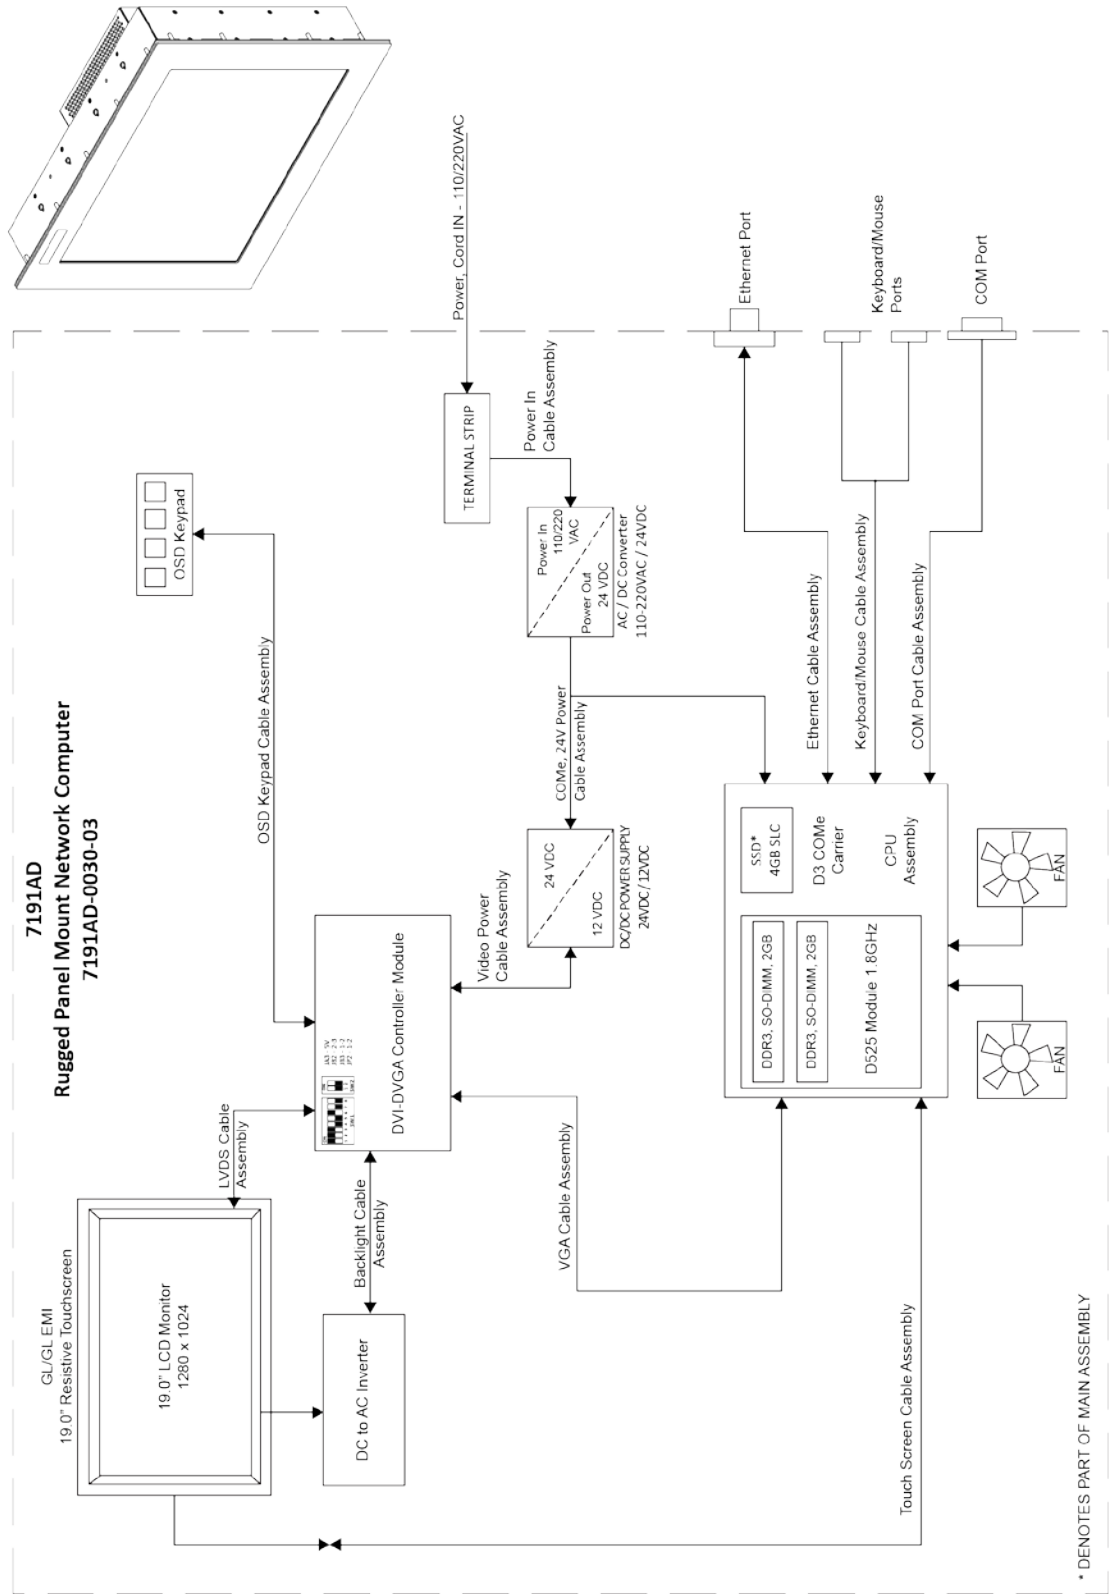 7191AD
Rugged Panel Mount Network Computer
7191AD-0030-03
GL/GL EMI
19.0" Resistive Touchscreen
19.0" LCD Monitor
1280 x 1024
LVDS Cable
Assembly
OSD Keypad Cable Assembly
OSD Keypad
DC to AC Inverter
Backlight Cable
Assembly
DVI-DVGA Controller Module
ON
SW1
ON
SW2
Video Power
Cable Assembly
24 VDC
12 VDC
DC/DC POWER SUPPLY
24VDC/ 12VDC
COMe, 24V Power
Cable Assembly
Power In
110/220
VAC
Power Out
24 VDC
AC / DC Converter
110-220VAC / 24VDC
TERMINAL STRIP
Power In
Cable Assembly
Power, Cord IN - 110/220VAC
VGA Cable Assembly
Touch Screen Cable Assembly
DDR3, SO-DIMM, 2GB
DDR3, SO-DIMM, 2GB
D525 Module 1.8GHz
SSD*
4GB SLC
D3 COMe
Carrier
CPU
Assembly
Ethernet Cable Assembly
Keyboard/Mouse Cable Assembly
COM Port Cable Assembly
Ethernet Port
Keyboard/Mouse
Ports
COM Port
FAN
FAN
* DENOTES PART OF MAIN ASSEMBLY